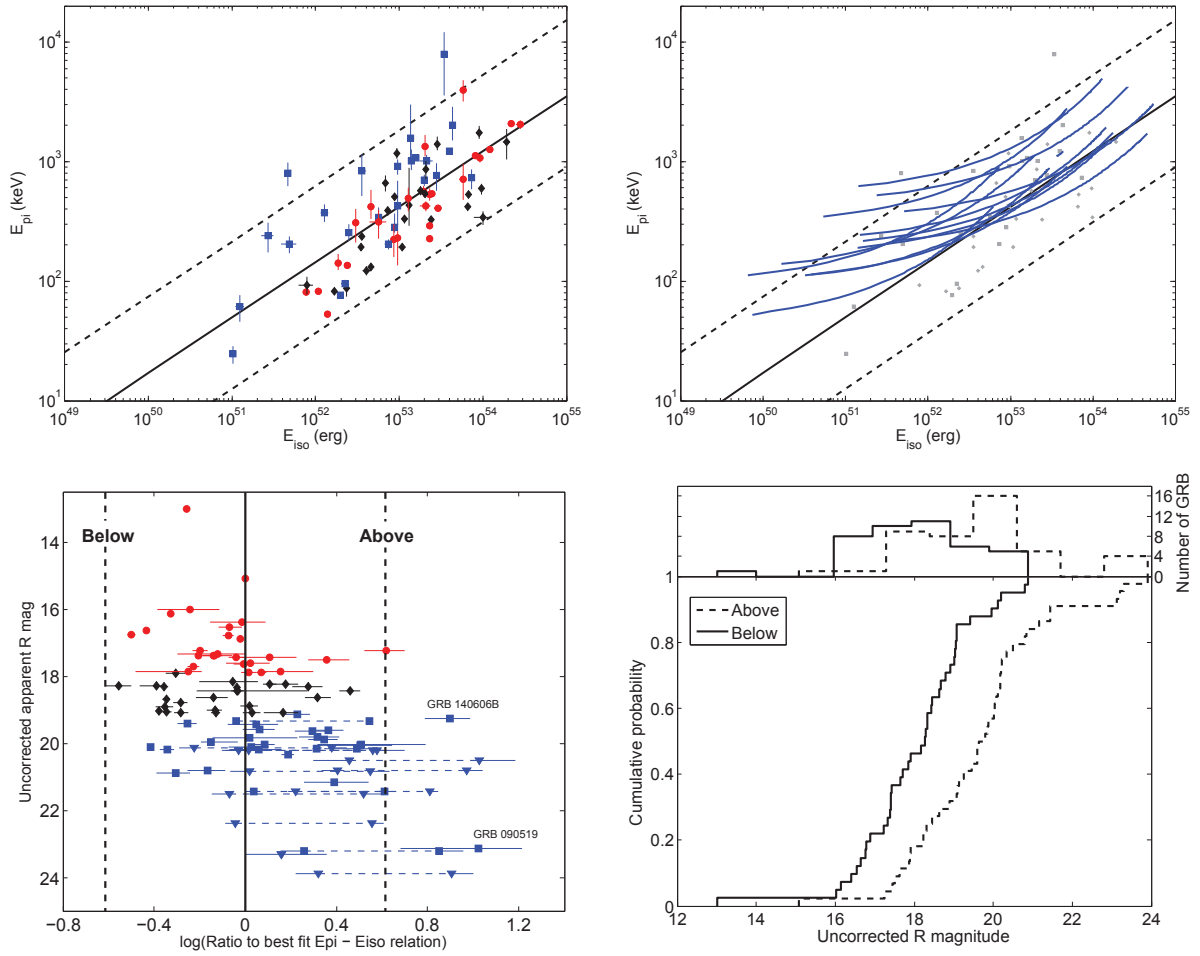 10^4
10^3
10^2
10^1
E_pi (keV)
10^49 10^50 10^51 10^52 10^53 10^54 10^55
E_iso (erg)
10^4
10^3
10^2
10^1
E_pi (keV)
10^49 10^50 10^51 10^52 10^53 10^54 10^55
E_iso (erg)
Below
Above
14
16
18
20
22
24
Uncorrected apparent R mag
GRB 140606B
GRB 090519
−0.8 −0.4 0 0.4 0.8 1.2
log(Ratio to best fit Epi − Eiso relation)
16
12
8
4
0
Number of GRB
Above
Below
1
0.8
0.6
0.4
0.2
0
Cumulative probability
12 14 16 18 20 22 24
Uncorrected R magnitude